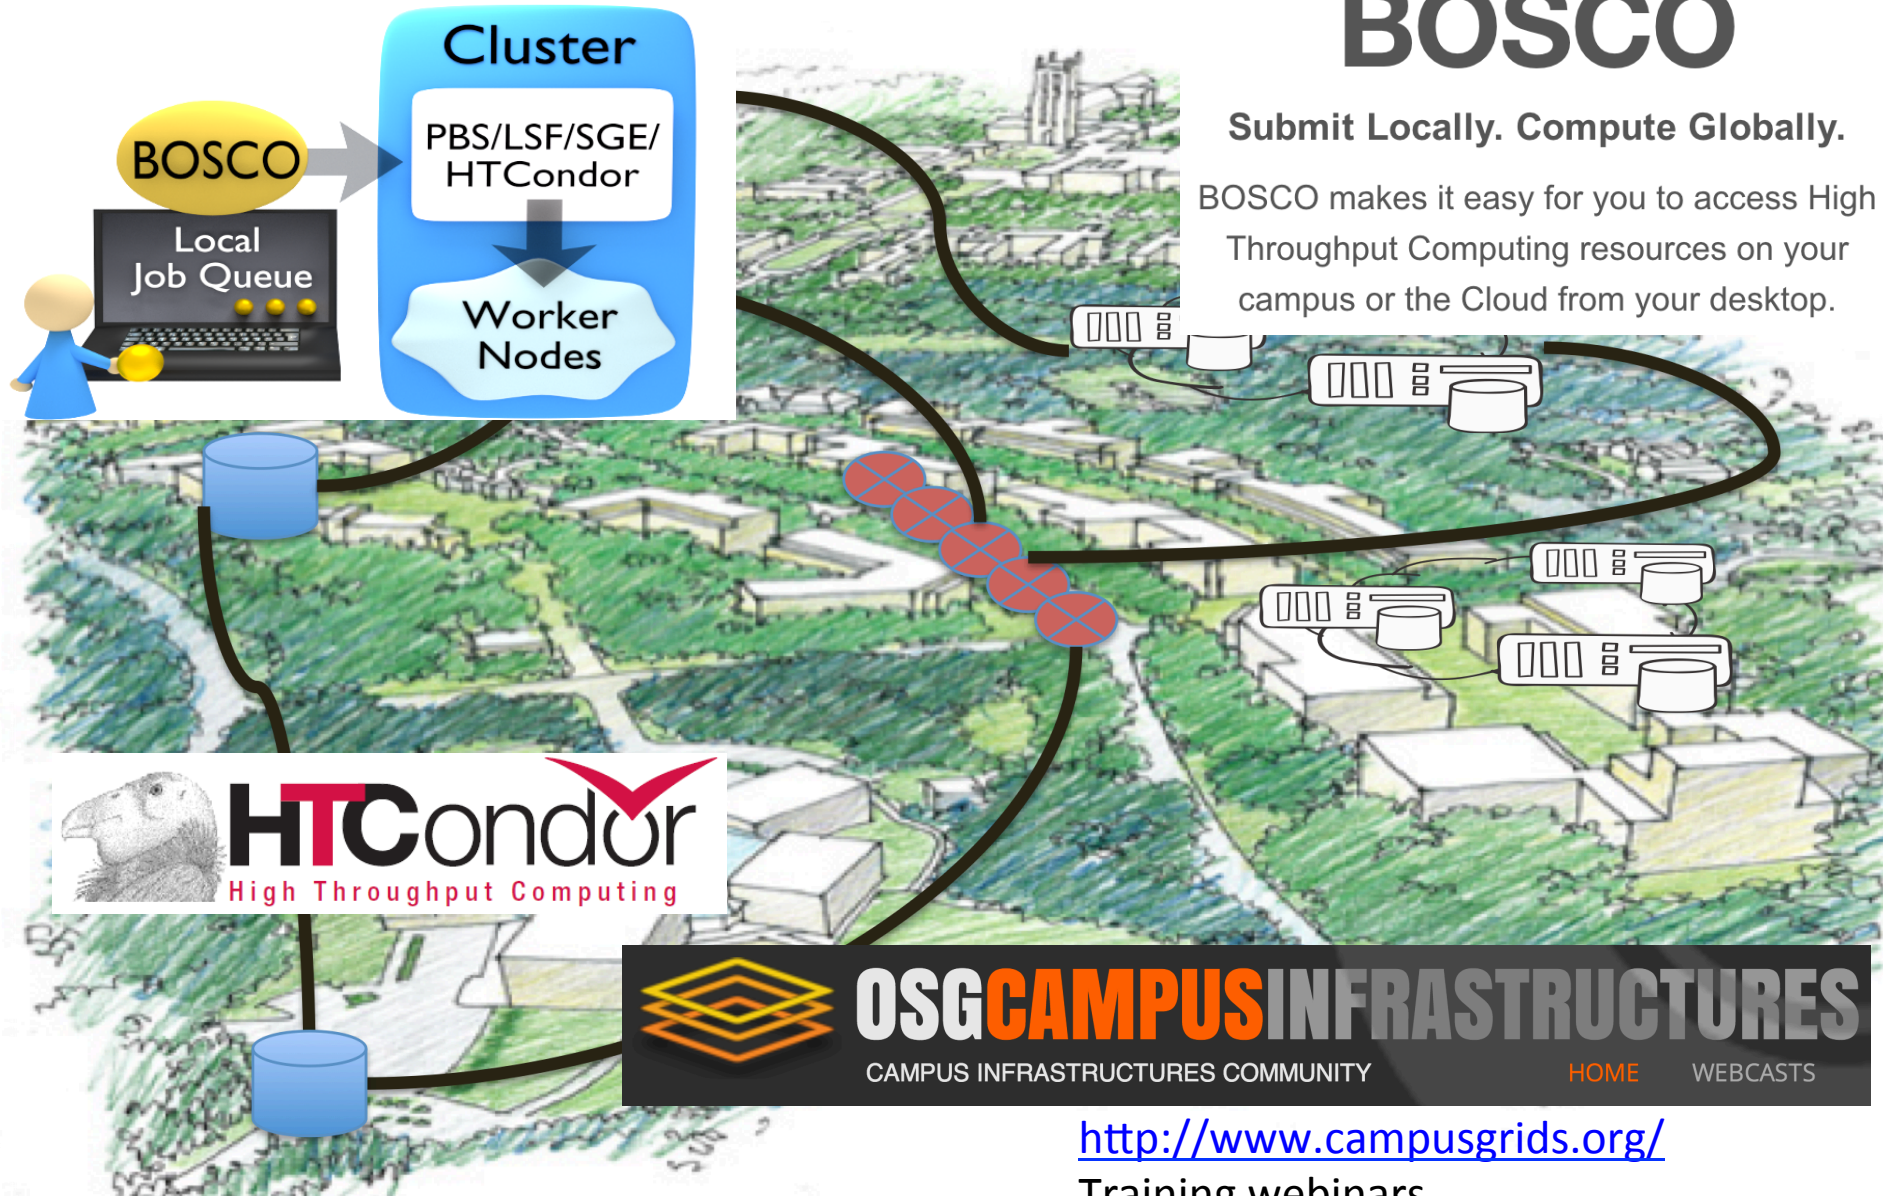 Cluster
PBS/LSF/SGE/
HTCondor
BOSCO
Local
Job Queue
Worker
Nodes
BOSCO
Submit Locally. Compute Globally.
BOSCO makes it easy for you to access High
Throughput Computing resources on your
campus or the Cloud from your desktop.
HTCondor
High Throughput Computing
OSGCAMPUSINFRASTRUCTURES
CAMPUS INFRASTRUCTURES COMMUNITY
HOME WEBCASTS
http://www.campusgrids.org/
Training webinars